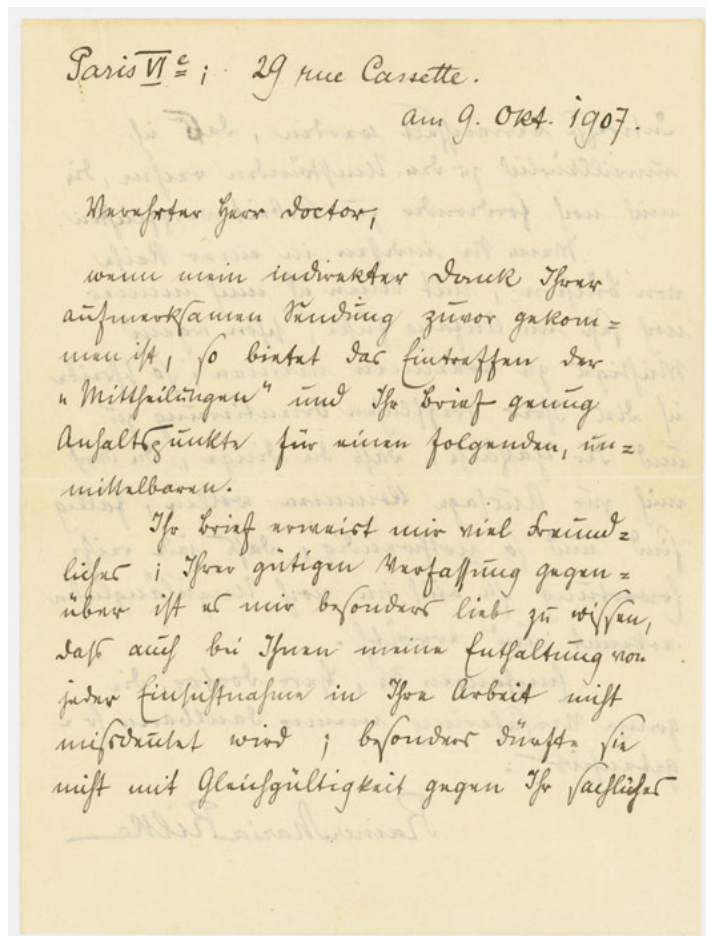 Paris VIe; 29 rue Cassette.
am 9. Okt. 1907.
Verehrter Herr Doctor,
wenn mein indirekter Dank Ihrer
aufmerksamen Sendung zuvor gekom=
men ist, so bietet das Eintreffen der
„Mittheilungen" und Ihr Brief genug
Anhaltspunkte für einen folgenden, un=
mittelbaren.
Ihr Brief erweist mir viel Freund=
liches; Ihrer gütigen Verfassung gegen=
über ist es mir besonders lieb zu wissen,
dass auch bei Ihnen meine Enthaltung von
jeder Einsichtnahme in Ihre Arbeit nicht
missdeutet wird; besonders dürfte sie
nicht mit Gleichgültigkeit gegen Ihr sachliches
Rainer Maria Rilke